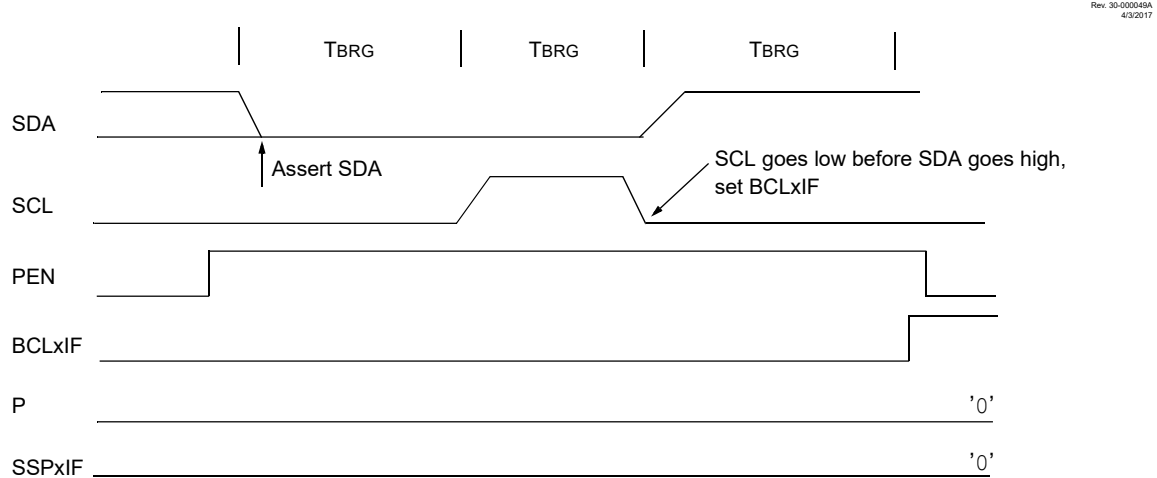 Rev. 30-000049A
4/3/2017
TBRG TBRG TBRG
SDA
Assert SDA
SCL goes low before SDA goes high,
set BCLxIF
SCL
PEN
BCLxIF
P '0'
SSPxIF '0'